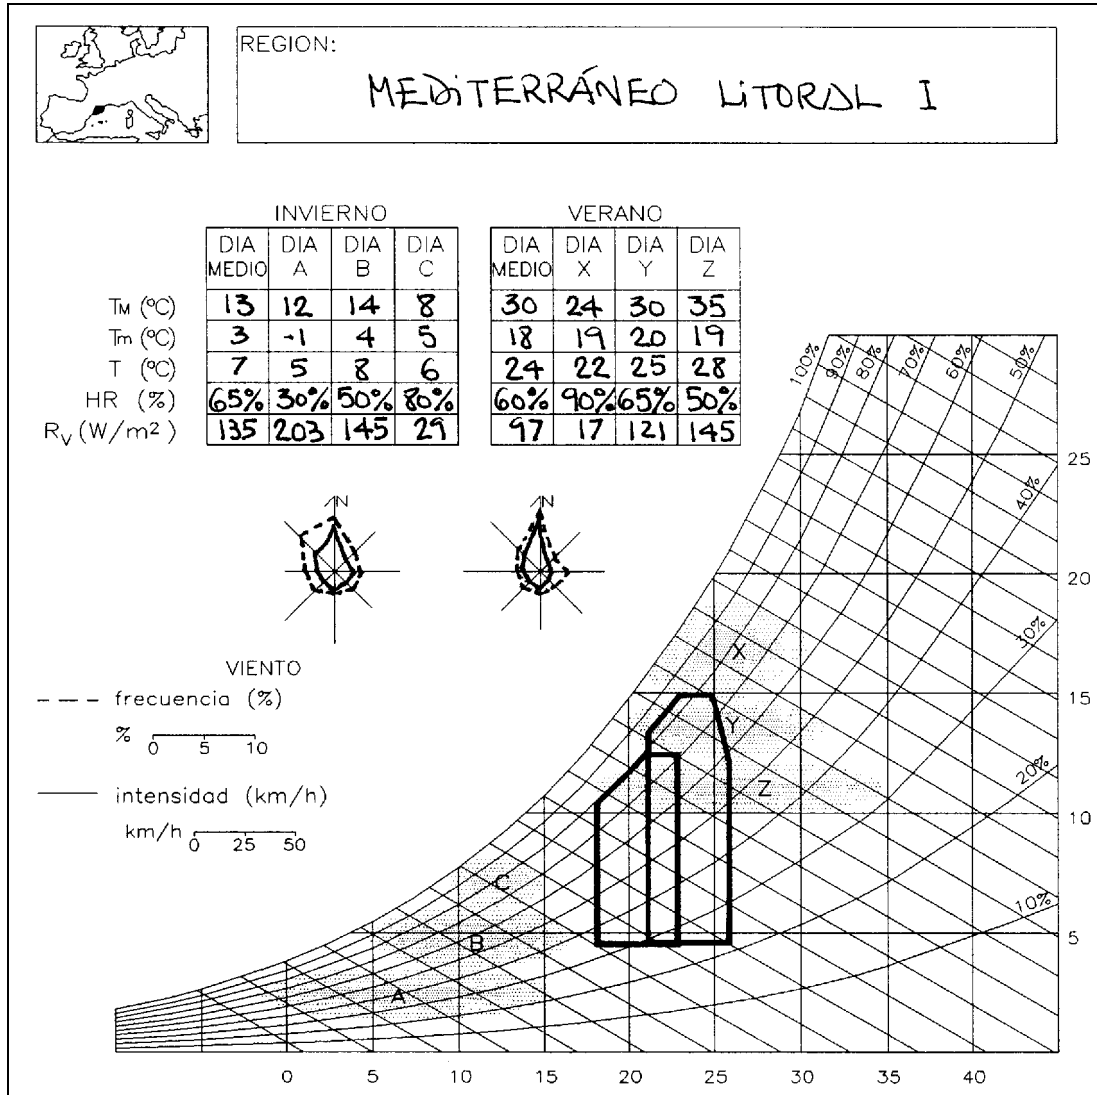 REGION:
MEDITERRÁNEO LITORAL I
INVIERNO
VERANO
DIA MEDIO DIA A DIA B DIA C DIA MEDIO DIA X DIA Y DIA Z
TM (ºC) 13 12 14 8 30 24 30 35
Tm (ºC) 3 -1 4 5 18 19 20 19
T (ºC) 7 5 8 6 24 22 25 28
HR (%) 65% 30% 50% 80% 60% 90% 65% 50%
RV (W/m²) 135 203 145 29 97 17 121 145
N
N
100% 90% 80% 70% 60% 50%
25
40%
20
30%
X
VIENTO
frecuencia (%)
15
% 0 5 10
Y
20%
Z
intensidad (km/h)
10
km/h 0 25 50
C
10%
B
5
A
0 5 10 15 20 25 30 35 40